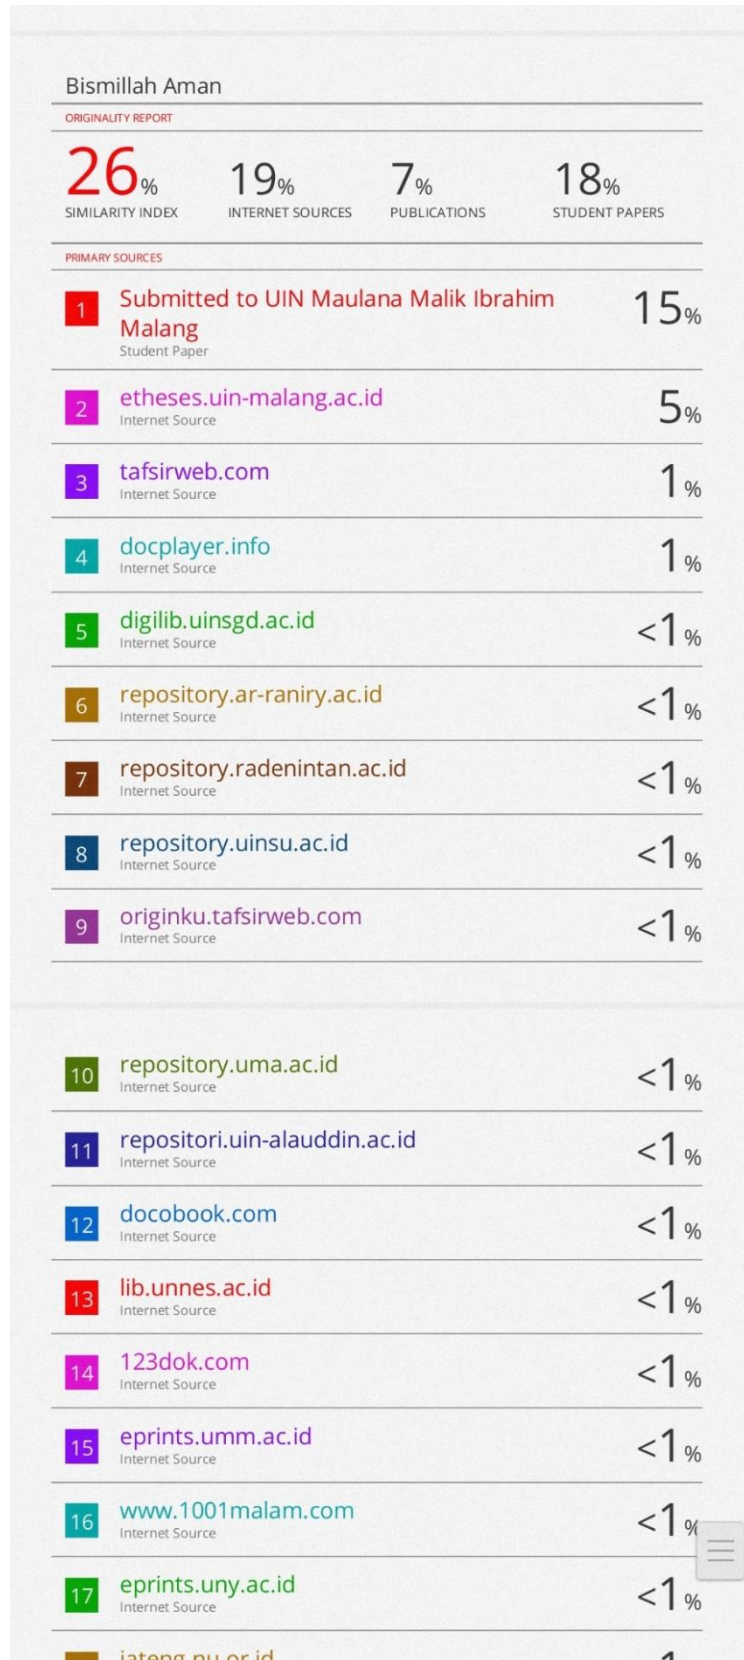 Bismillah Aman
ORIGINALITY REPORT
26% 19% 7% 18%
SIMILARITY INDEX INTERNET SOURCES PUBLICATIONS STUDENT PAPERS
PRIMARY SOURCES
1 Submitted to UIN Maulana Malik Ibrahim 15%
Malang
Student Paper
2 etheses.uin-malang.ac.id 5%
Internet Source
3 tafsirweb.com 1%
Internet Source
4 docplayer.info 1%
Internet Source
5 digilib.uinsgd.ac.id <1%
Internet Source
6 repository.ar-raniry.ac.id <1%
Internet Source
7 repository.radenintan.ac.id <1%
Internet Source
8 repository.uinsu.ac.id <1%
Internet Source
9 originku.tafsirweb.com <1%
Internet Source
10 repository.uma.ac.id <1%
Internet Source
11 repositori.uin-alauddin.ac.id <1%
Internet Source
12 docobook.com <1%
Internet Source
13 lib.unnes.ac.id <1%
Internet Source
14 123dok.com <1%
Internet Source
15 eprints.umm.ac.id <1%
Internet Source
16 www.1001malam.com <1%
Internet Source
17 eprints.uny.ac.id <1%
Internet Source
jateng.nu.or.id